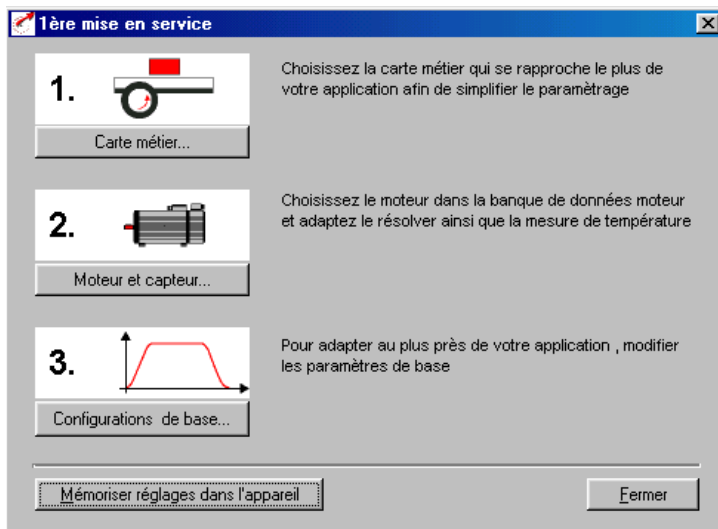 1ère mise en service
1.
Choisissez la carte métier qui se rapproche le plus de
votre application afin de simplifier le paramètrage
Carte métier...
2.
Choisissez le moteur dans la banque de données moteur
et adaptez le résolver ainsi que la mesure de température
Moteur et capteur...
3.
Pour adapter au plus près de votre application , modifier
les paramètres de base
Configurations de base...
Mémoriser réglages dans l'appareil
Fermer